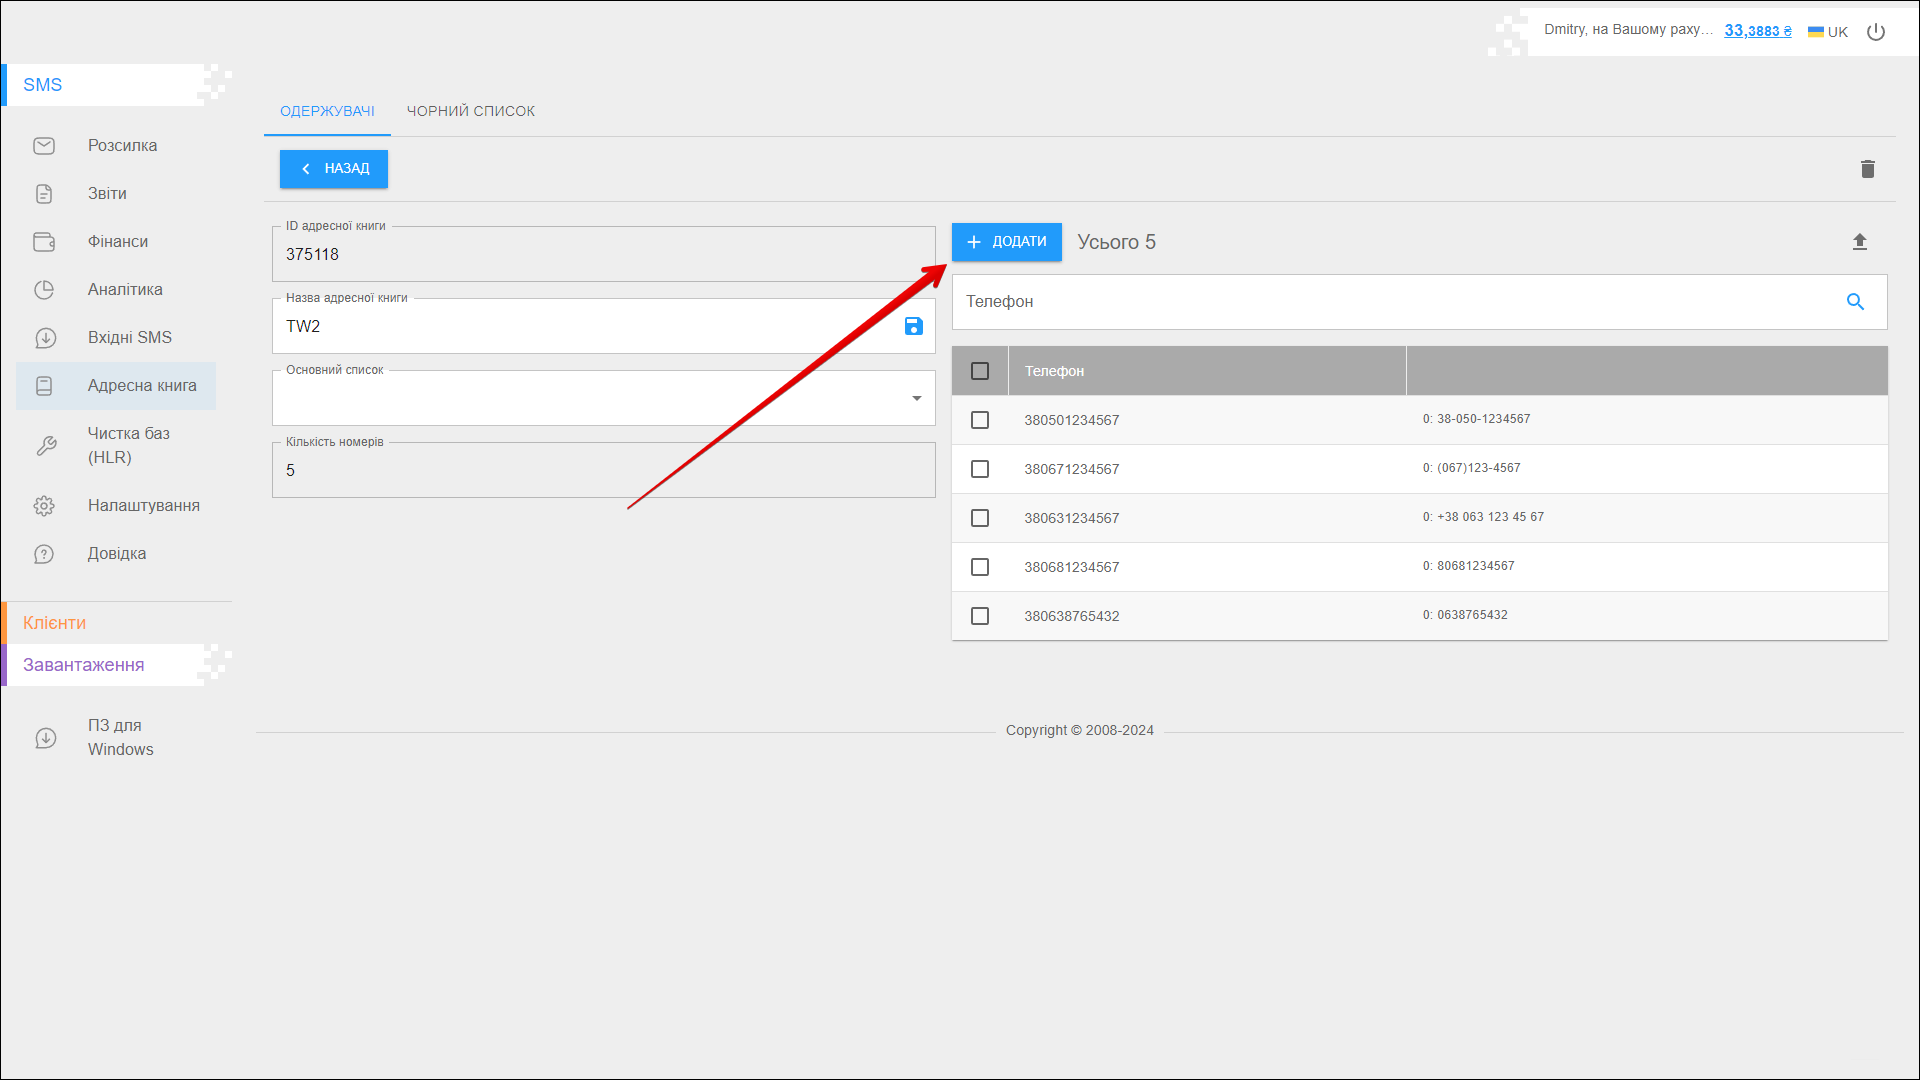 Dmitry, на Вашому раху... 33,3883 ₴ UK
SMS
Розсилка
Звіти
Фінанси
Аналітика
Вхідні SMS
Адресна книга
Чистка баз
(HLR)
Налаштування
Довідка
Клієнти
Завантаження
ПЗ для
Windows
ОДЕРЖУВАЧІ ЧОРНИЙ СПИСОК
НАЗАД
ID адресної книги
375118
Назва адресної книги
TW2
Основний список
Кількість номерів
5
ДОДАТИ Усього 5
Телефон
Телефон
380501234567 0: 38-050-1234567
380671234567 0: (067)123-4567
380631234567 0: +38 063 123 45 67
380681234567 0: 80681234567
380638765432 0: 0638765432
Copyright © 2008-2024